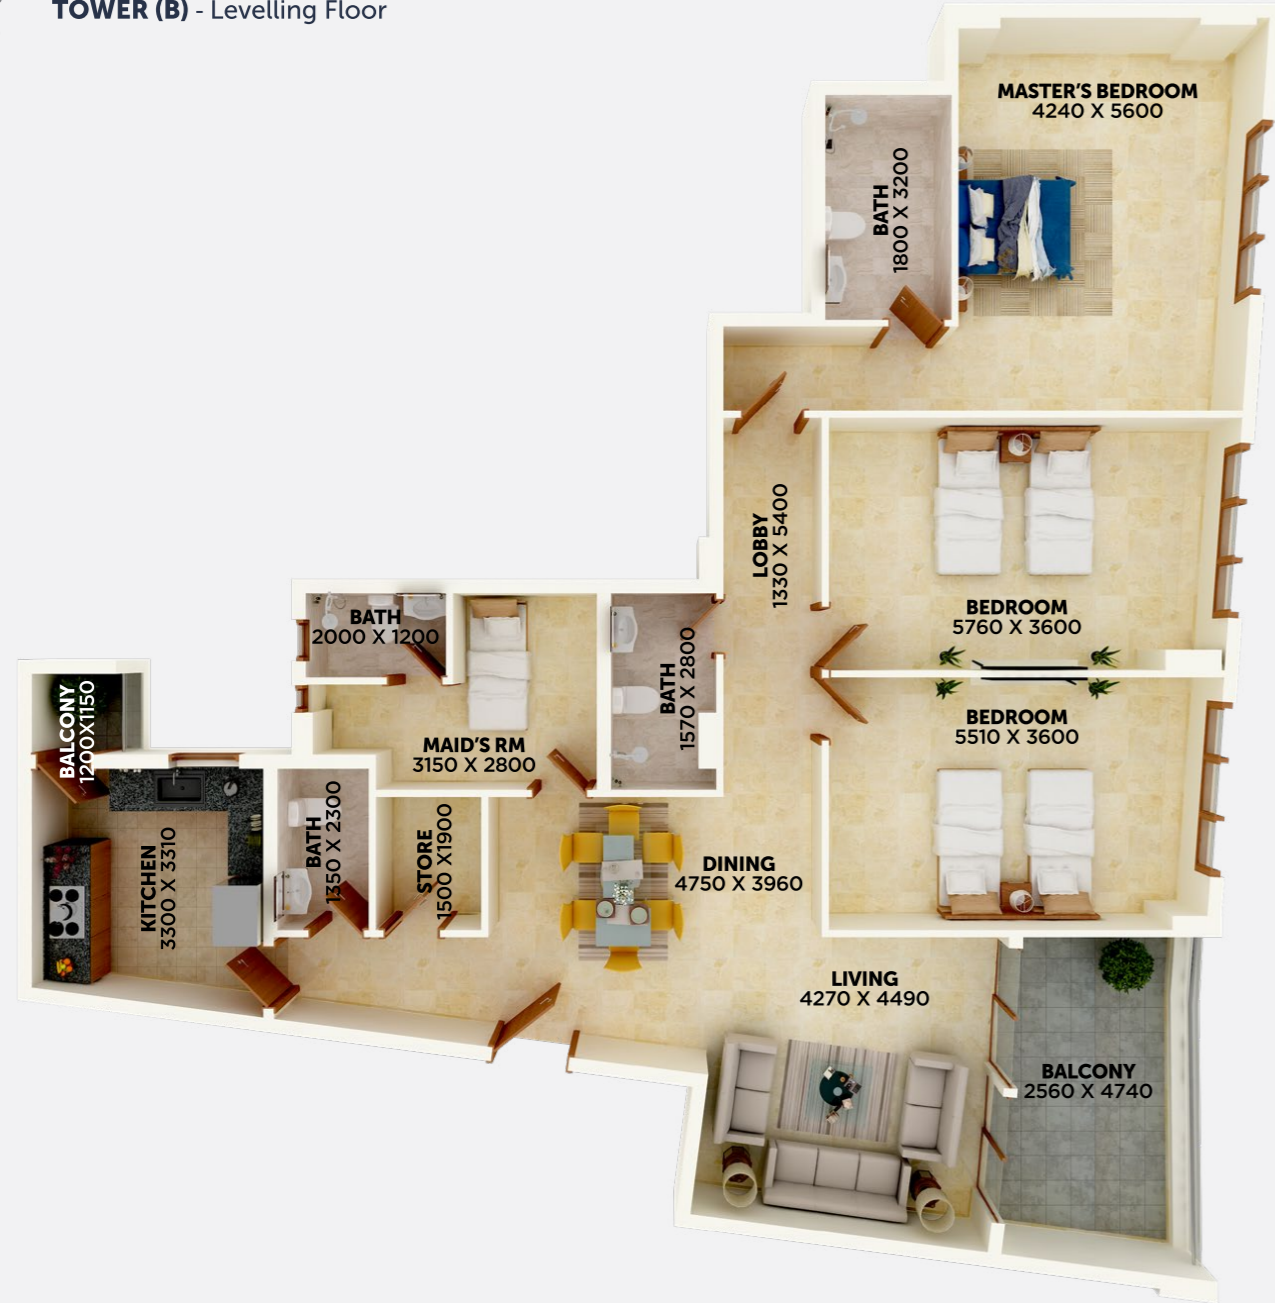 TOWER (B) - Levelling Floor
MASTER'S BEDROOM
4240 X 5600
BATH
1800 X 3200
LOBBY
1330 X 5400
BEDROOM
5760 X 3600
BATH
2000 X 1200
BATH
1570 X 2800
BALCONY
1200X1150
MAID'S RM
3150 X 2800
BEDROOM
5510 X 3600
KITCHEN
3300 X 3310
BATH
1350 X 2300
STORE
1500 X1900
DINING
4750 X 3960
LIVING
4270 X 4490
BALCONY
2560 X 4740